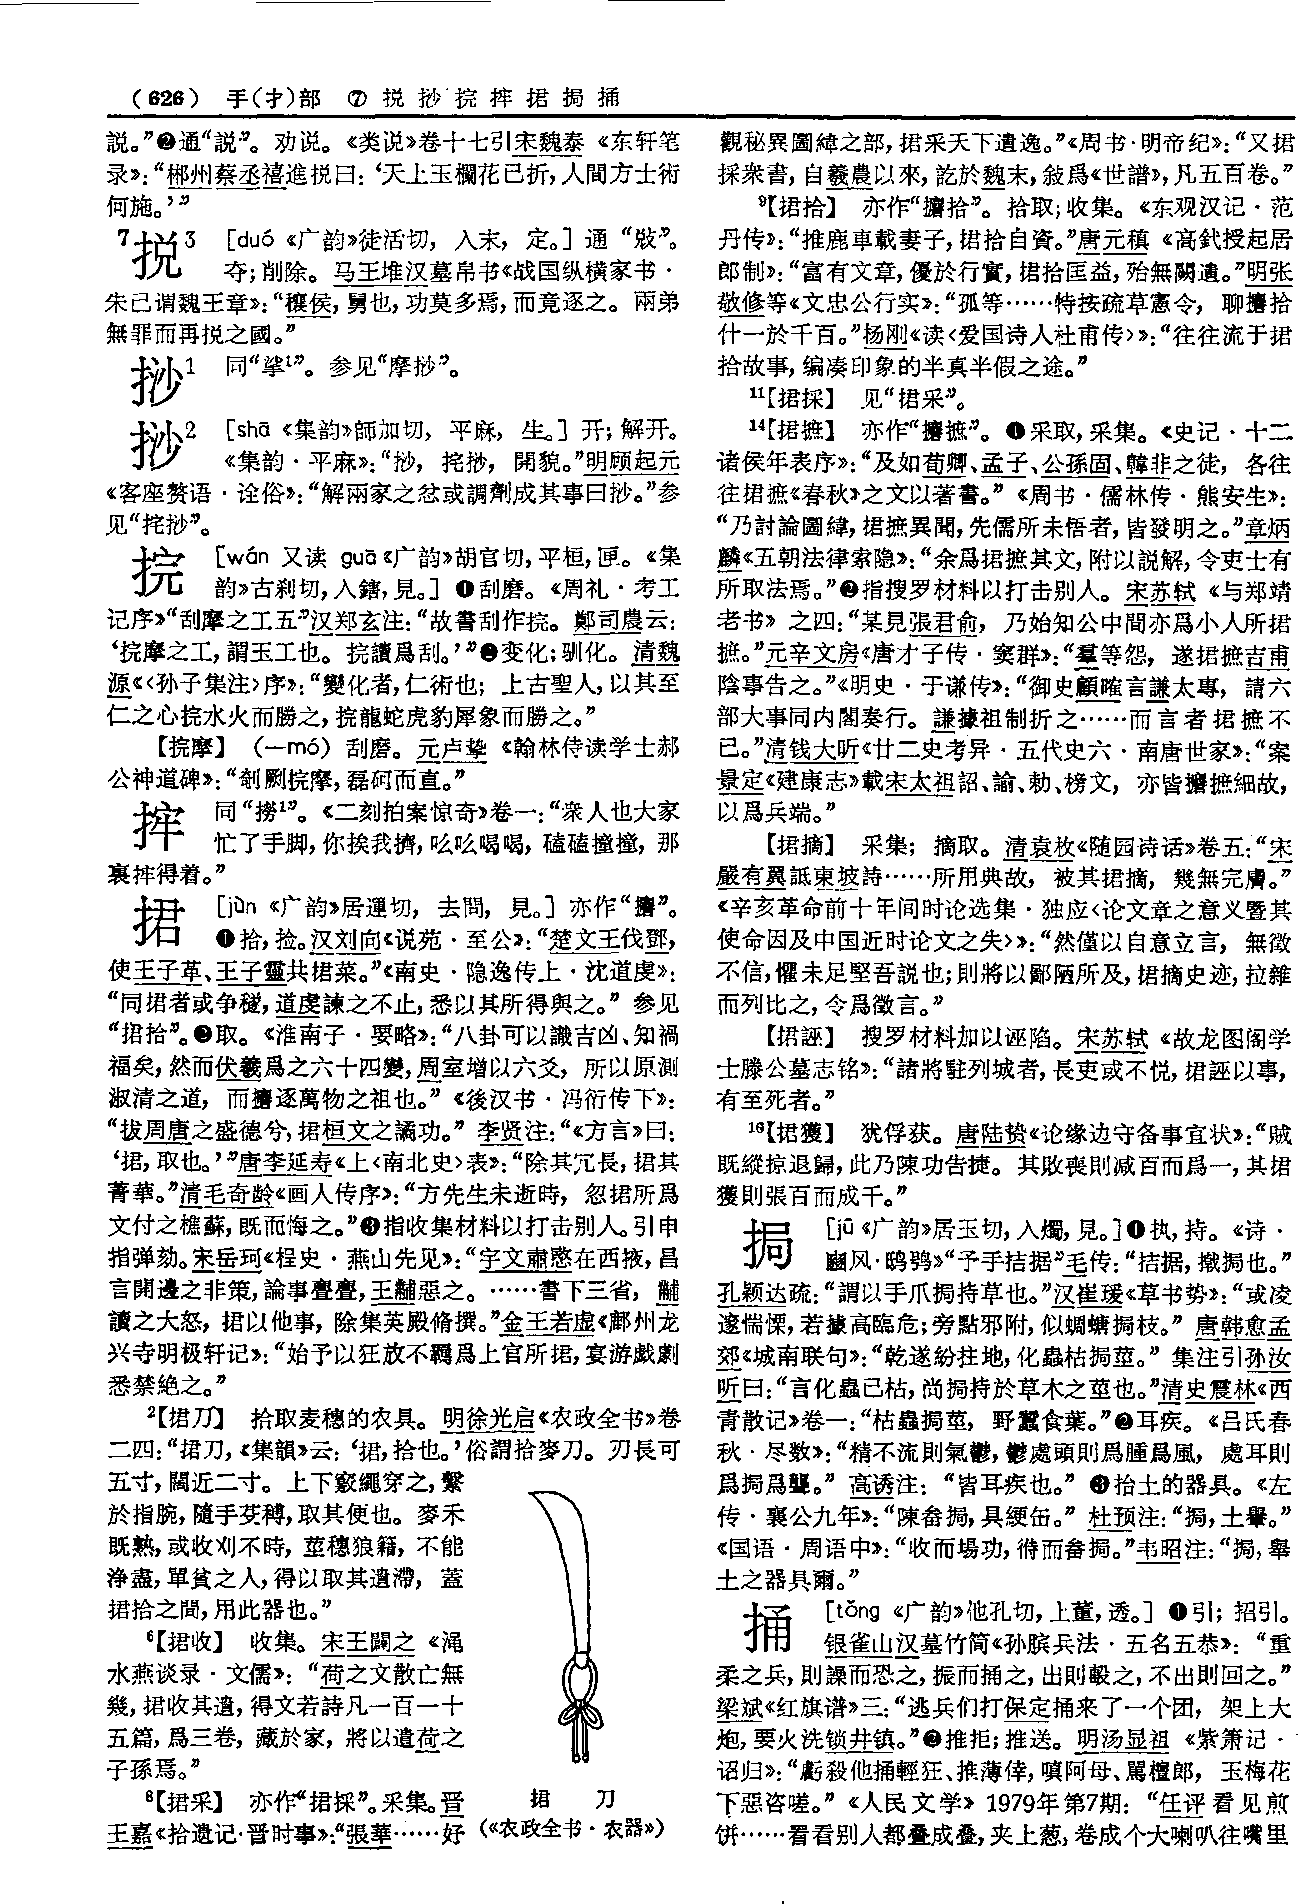 (626) 手(扌)部 ⑦ 挩 挱 捖 㨀 捃 挶 捅
説。”❷通“説”。劝说。《类说》卷十七引宋魏泰《东轩笔
录》：“郴州蔡丞禧進挩曰：‘天上玉欄花已折，人間方士術
何施。’”
7挩3 [duó《广韵》徒活切，入末，定。]通“敚”。
夺；削除。马王堆汉墓帛书《战国纵横家书·
朱己谓魏王章》：“穰侯，舅也，功莫多焉，而竟逐之。兩弟
無罪而再挩之國。”
挱1 同“挲1”。参见“摩挱”。
挱2 [shā《集韵》師加切，平麻，生。]开；解开。
《集韵·平麻》：“挱，挓挱，開貌。”明顾起元
《客座赘语·诠俗》：“解兩家之忿或調劑成其事曰挱。”参
见“挓挱”。
捖 [wán 又读 guā《广韵》胡官切，平桓，匣。《集
韵》古刹切，入鎋，見。]❶刮磨。《周礼·考工
记序》“刮摩之工五”汉郑玄注：“故書刮作捖。鄭司農云：
‘捖摩之工，謂玉工也。捖讀爲刮。’”❷变化；驯化。清魏
源《〈孙子集注〉序》：“變化者，仁術也；上古聖人，以其至
仁之心捖水火而勝之，捖龍蛇虎豹犀象而勝之。”
【捖摩】 (—mó)刮磨。元卢挚《翰林侍读学士郝
公神道碑》：“剞劂捖摩，磊砢而直。”
同“撈1”。《二刻拍案惊奇》卷一：“衆人也大家
忙了手脚，你挨我擠，吆吆喝喝，磕磕撞撞，那
裏㨀得着。”
捃 [jùn《广韵》居運切，去問，見。]亦作“攟”。
❶拾，捡。汉刘向《说苑·至公》：“楚文王伐鄧，
使王子革、王子靈共捃菜。”《南史·隐逸传上·沈道虔》：
“同捃者或争穟，道虔諫之不止，悉以其所得與之。”参见
“捃拾”。❷取。《淮南子·要略》：“八卦可以識吉凶、知禍
福矣，然而伏羲爲之六十四變，周室增以六爻，所以原測
淑清之道，而攟逐萬物之祖也。”《後汉书·冯衍传下》：
“拔周唐之盛德兮，捃桓文之譎功。”李贤注：“《方言》曰：
‘捃，取也。’”唐李延寿《上〈南北史〉表》：“除其冗長，捃其
菁華。”清毛奇龄《画人传序》：“方先生未逝時，忽捃所爲
文付之樵蘇，既而悔之。”❸指收集材料以打击别人。引申
指弹劾。宋岳珂《桯史·燕山先见》：“宇文肅愍在西掖，昌
言開邊之非策，論事亹亹，王黼惡之。……書下三省，黼
讀之大怒，捃以他事，除集英殿脩撰。”金王若虚《鄜州龙
兴寺明极轩记》：“始予以狂放不羈爲上官所捃，宴游戲劇
悉禁絶之。”
2【捃刀】 拾取麦穗的农具。明徐光启《农政全书》卷
二四：“捃刀，《集韻》云：‘捃，拾也。’俗謂拾麥刀。刃長可
五寸，闊近二寸。上下竅繩穿之，繫
於指腕，隨手芟䅵，取其便也。麥禾
既熟，或收刈不時，莖穗狼籍，不能
净盡，單貧之人，得以取其遺滯，蓋
捃拾之間，用此器也。”
6【捃收】 收集。宋王闢之《渑
水燕谈录·文儒》：“荷之文散亡無
幾，捃收其遺，得文若詩凡一百一十
五篇，爲三卷，藏於家，將以遺荷之
子孫焉。”
8【捃采】 亦作“捃採”。采集。晋
王嘉《拾遗记·晋时事》：“張華……好
捃 刀
(《农政全书·农器》)
觀秘異圖緯之部，捃采天下遺逸。”《周书·明帝纪》：“又捃
採衆書，自羲農以來，訖於魏末，敍爲《世譜》，凡五百卷。”
9【捃拾】 亦作“攟拾”。拾取；收集。《东观汉记·范
丹传》：“推鹿車載妻子，捃拾自資。”唐元稹《高釴授起居
郎制》：“富有文章，優於行實，捃拾匡益，殆無闕遺。”明张
敬修等《文忠公行实》：“孤等……特按疏草憲令，聊攟拾
什一於千百。”杨刚《读〈爱国诗人杜甫传〉》：“往往流于捃
拾故事，编凑印象的半真半假之途。”
11【捃採】 见“捃采”。
14【捃摭】 亦作“攟摭”。❶采取，采集。《史记·十二
诸侯年表序》：“及如荀卿、孟子、公孫固、韓非之徒，各往
往捃摭《春秋》之文以著書。”《周书·儒林传·熊安生》：
“乃討論圖緯，捃摭異聞，先儒所未悟者，皆發明之。”章炳
麟《五朝法律索隐》：“余爲捃摭其文，附以説解，令吏士有
所取法焉。”❷指搜罗材料以打击别人。宋苏轼《与郑靖
老书》之四：“某見張君俞，乃始知公中間亦爲小人所捃
摭。”元辛文房《唐才子传·窦群》：“羣等怨，遂捃摭吉甫
陰事告之。”《明史·于谦传》：“御史顧㬦言謙太專，請六
部大事同内閣奏行。謙據祖制折之……而言者捃摭不
已。”清钱大昕《廿二史考异·五代史六·南唐世家》：“案
景定《建康志》載宋太祖詔、諭、勅、榜文，亦皆攟摭細故，
以爲兵端。”
【捃摘】 采集；摘取。清袁枚《随园诗话》卷五：“宋
嚴有翼詆東坡詩……所用典故，被其捃摘，幾無完膚。”
《辛亥革命前十年间时论选集·独应〈论文章之意义暨其
使命因及中国近时论文之失〉》：“然僅以自意立言，無徵
不信，懼未足堅吾説也；則將以鄙陋所及，捃摘史迹，拉雜
而列比之，令爲徵言。”
【捃誣】 搜罗材料加以诬陷。宋苏轼《故龙图阁学
士滕公墓志铭》：“諸將駐列城者，長吏或不悦，捃誣以事，
有至死者。”
16【捃獲】 犹俘获。唐陆贽《论缘边守备事宜状》：“賊
既縱掠退歸，此乃陳功告捷。其敗喪則减百而爲一，其捃
獲則張百而成千。”
挶 [jū《广韵》居玉切，入燭，見。]❶执，持。《诗·
豳风·鸱鸮》“予手拮据”毛传：“拮据，撠挶也。”
孔颖达疏：“謂以手爪挶持草也。”汉崔瑗《草书势》：“或凌
邃惴慄，若據高臨危；旁點邪附，似蜩螗挶枝。”唐韩愈孟
郊《城南联句》：“乾遂紛拄地，化蟲枯挶莖。”集注引孙汝
听曰：“言化蟲已枯，尚挶持於草木之莖也。”清史震林《西
青散记》卷一：“枯蟲挶莖，野蠶食葉。”❷耳疾。《吕氏春
秋·尽数》：“精不流則氣鬱，鬱處頭則爲腫爲風，處耳則
爲挶爲聾。”高诱注：“皆耳疾也。”❸抬土的器具。《左
传·襄公九年》：“陳畚挶，具綆缶。”杜预注：“挶，土轝。”
《国语·周语中》：“收而場功，偫而畚挶。”韦昭注：“挶，舁
土之器具爾。”
捅 [tǒng《广韵》他孔切，上董，透。]❶引；招引。
银雀山汉墓竹简《孙膑兵法·五名五恭》：“重
柔之兵，則譟而恐之，振而捅之，出則毄之，不出則回之。”
梁斌《红旗谱》三：“逃兵们打保定捅来了一个团，架上大
炮，要火洗锁井镇。”❷推拒；推送。明汤显祖《紫箫记·
诏归》：“虧殺他捅輕狂、推薄倖，嗔阿母、駡檀郎，玉梅花
下惡咨嗟。”《人民文学》1979年第7期：“任评看见煎
饼……看看别人都叠成叠，夹上葱，卷成个大喇叭往嘴里